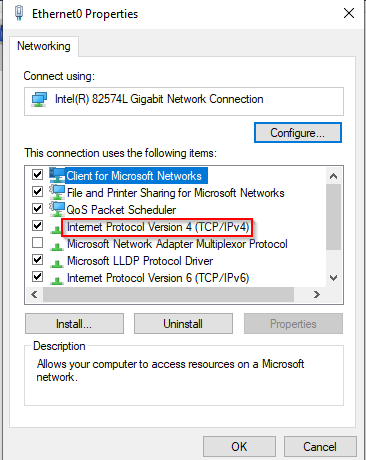 Ethernet0 Properties
Networking
Connect using:
Intel(R) 82574L Gigabit Network Connection
Configure...
This connection uses the following items:
Client for Microsoft Networks
File and Printer Sharing for Microsoft Networks
QoS Packet Scheduler
Internet Protocol Version 4 (TCP/IPv4)
Microsoft Network Adapter Multiplexor Protocol
Microsoft LLDP Protocol Driver
Internet Protocol Version 6 (TCP/IPv6)
Install... Uninstall Properties
Description
Allows your computer to access resources on a Microsoft
network.
OK Cancel